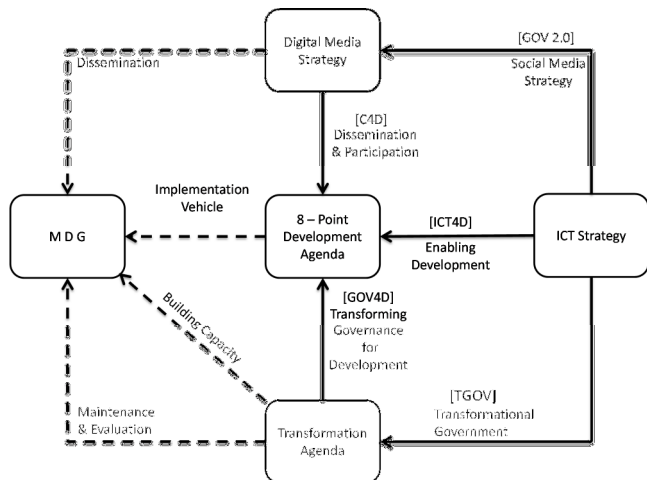 Digital Media
Strategy
[GOV 2.0]
Social Media
Strategy
Dissemination
[C4D]
Dissemination
& Participation
Implementation
Vehicle
M D G
8 – Point
Development
Agenda
[ICT4D]
Enabling
Development
ICT Strategy
[GOV4D]
Transforming
Governance
for
Development
Building Capacity
Maintenance
& Evaluation
Transformation
Agenda
[TGOV]
Transformational
Government